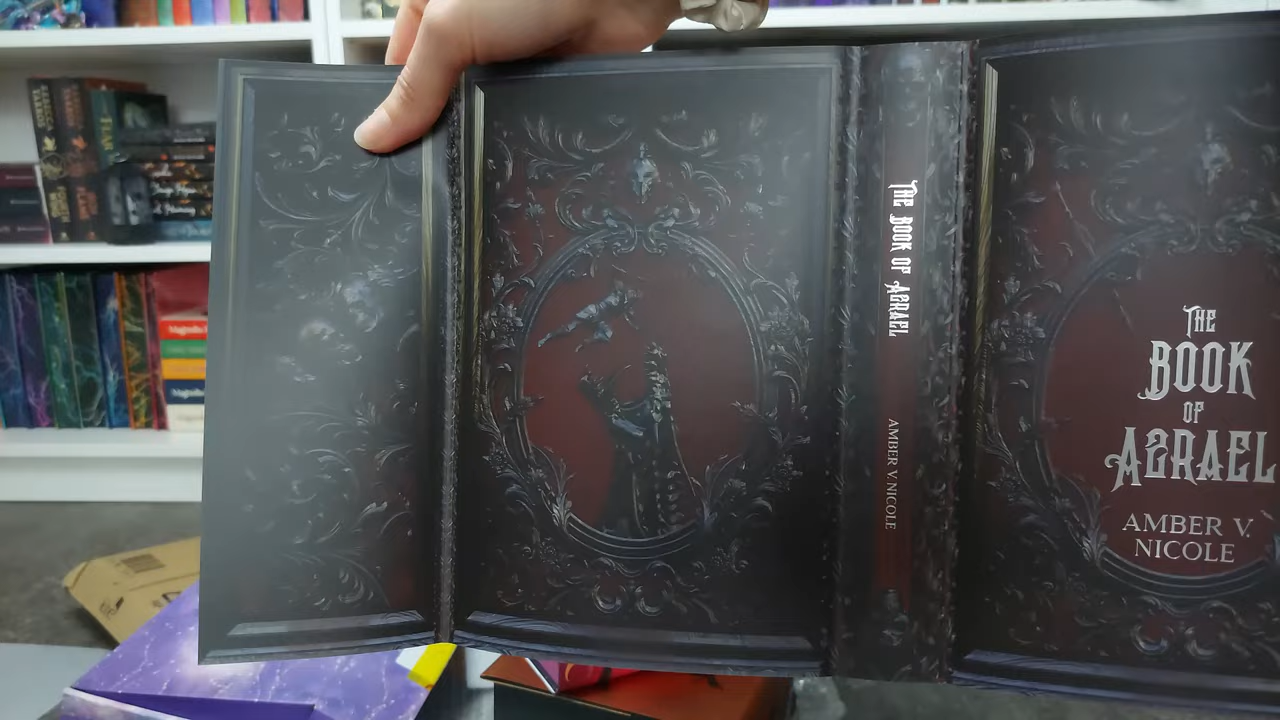 THE BOOK OF AZRAEL
AMBER V. NICOLE
THE
BOOK
OF
AZRAEL
AMBER V.
NICOLE